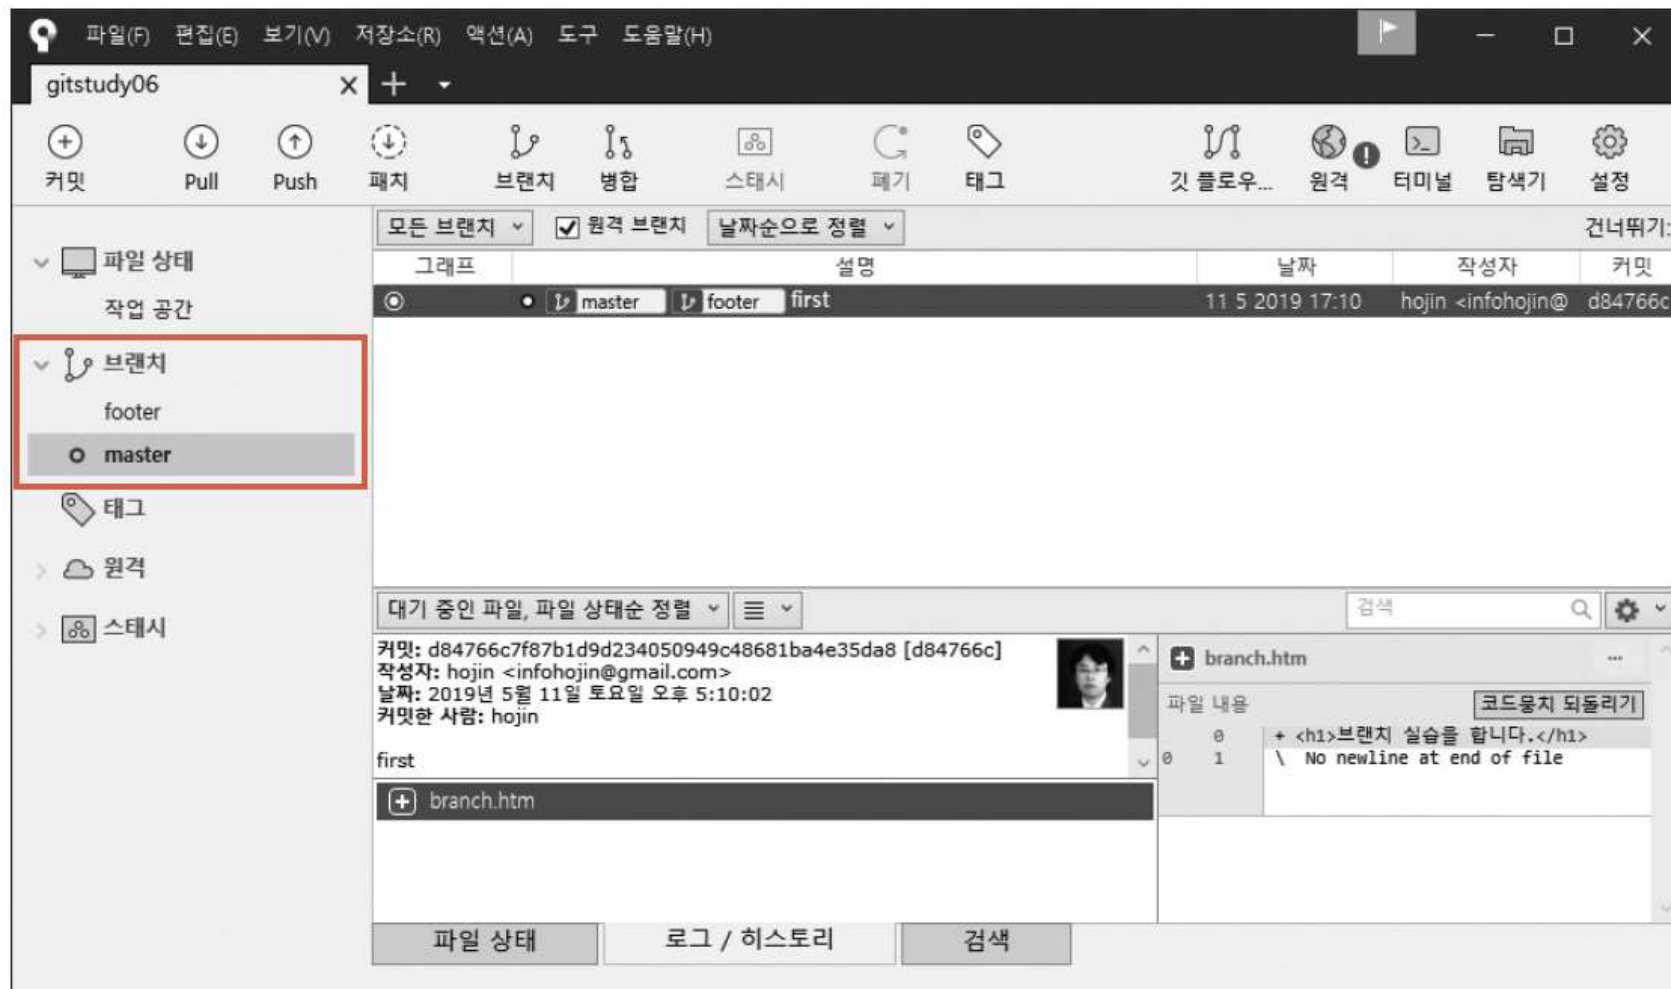 파일(F) 편집(E) 보기(V) 저장소(R) 액션(A) 도구 도움말(H)
gitstudy06
커밋 Pull Push 패치 브랜치 병합 스태시 폐기 태그 깃 플로우... 원격 터미널 탐색기 설정
모든 브랜치 원격 브랜치 날짜순으로 정렬 건너뛰기:
파일 상태
작업 공간
브랜치
footer
master
태그
원격
스태시
그래프 설명 날짜 작성자 커밋
master footer first 11 5 2019 17:10 hojin <infohojin@ d84766c
대기 중인 파일, 파일 상태순 정렬 검색
커밋: d84766c7f87b1d9d234050949c48681ba4e35da8 [d84766c]
작성자: hojin <infohojin@gmail.com>
날짜: 2019년 5월 11일 토요일 오후 5:10:02
커밋한 사람: hojin
first
branch.htm
branch.htm ...
파일 내용 코드뭉치 되돌리기
0 + <h1>브랜치 실습을 합니다.</h1>
0 1 \ No newline at end of file
파일 상태 로그 / 히스토리 검색